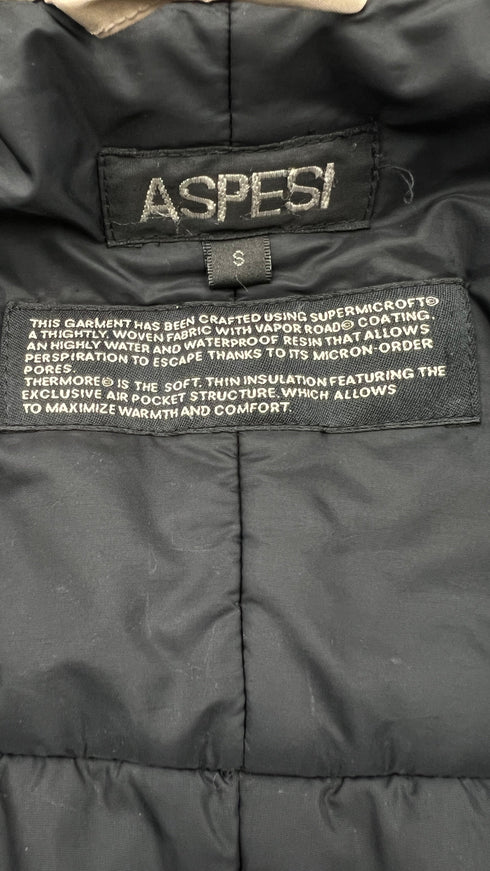 ASPESI
S
THIS GARMENT HAS BEEN CRAFTED USING SUPERMICROFT®
A THIGHTLY, WOVEN FABRIC WITH VAPOR ROAD® COATING.
AN HIGHLY WATER AND WATERPROOF RESIN THAT ALLOWS
PERSPIRATION TO ESCAPE THANKS TO ITS MICRON-ORDER
PORES.
THERMORE® IS THE SOFT, THIN INSULATION FEATURING THE
EXCLUSIVE AIR POCKET STRUCTURE, WHICH ALLOWS
TO MAXIMIZE WARMTH AND COMFORT.